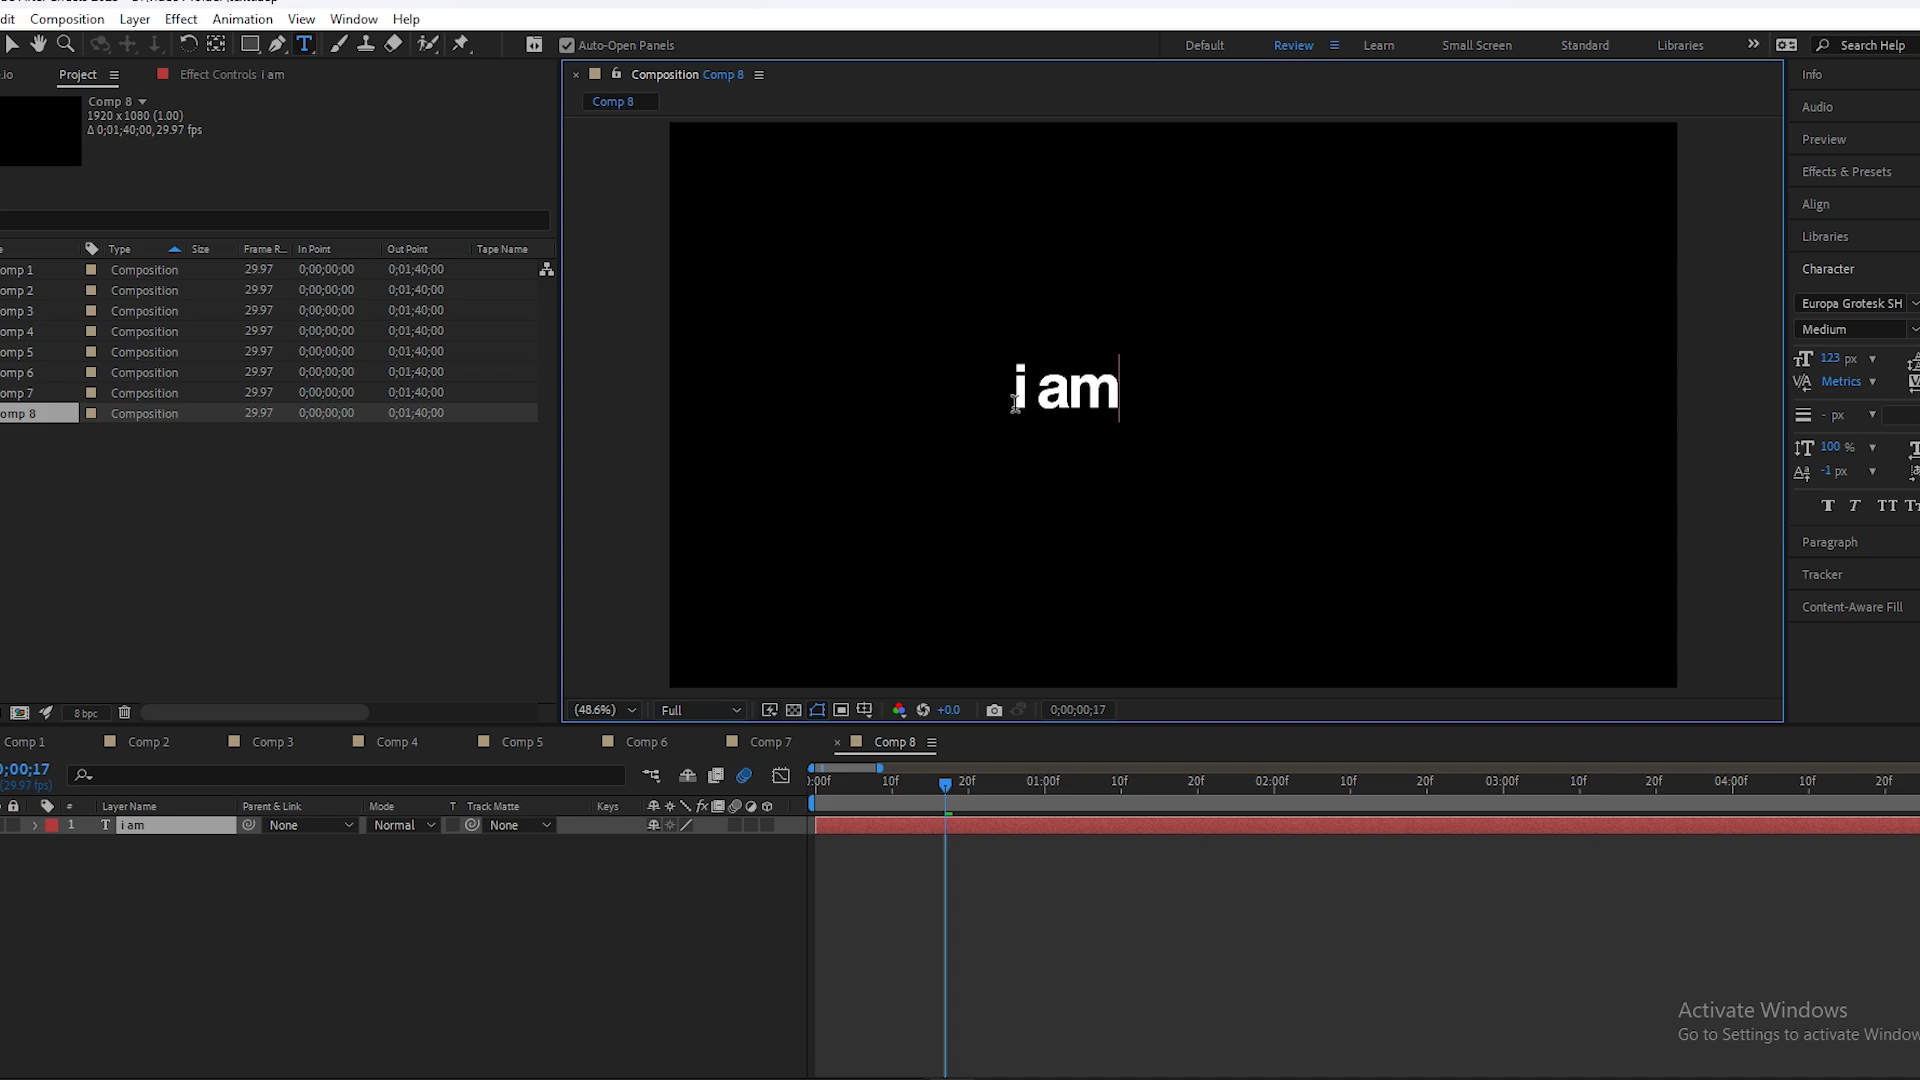 dit Composition Layer Effect Animation View Window Help
Auto-Open Panels Default Review Learn Small Screen Standard Libraries Search Help
.io Project Effect Controls i am
Composition Comp 8
Info
Comp 8
1920 x 1080 (1.00)
Δ 0;01;40;00, 29.97 fps
Comp 8
Audio
Preview
Effects & Presets
Align
Libraries
Type Size Frame R... In Point Out Point Tape Name
omp 1 Composition 29.97 0;00;00;00 0;01;40;00
omp 2 Composition 29.97 0;00;00;00 0;01;40;00
omp 3 Composition 29.97 0;00;00;00 0;01;40;00
omp 4 Composition 29.97 0;00;00;00 0;01;40;00
omp 5 Composition 29.97 0;00;00;00 0;01;40;00
omp 6 Composition 29.97 0;00;00;00 0;01;40;00
omp 7 Composition 29.97 0;00;00;00 0;01;40;00
omp 8 Composition 29.97 0;00;00;00 0;01;40;00
i am
Character
Europa Grotesk SH
Medium
123 px
Metrics
- px
100 %
-1 px
T T TT
Paragraph
Tracker
Content-Aware Fill
8 bpc
(48.6%) Full +0.0 0;00;00;17
Comp 1 Comp 2 Comp 3 Comp 4 Comp 5 Comp 6 Comp 7 Comp 8
0;00;17
(29.97 fps)
):00f 10f 20f 01:00f 10f 20f 02:00f 10f 20f 03:00f 10f 20f 04:00f 10f 20f
# Layer Name Parent & Link Mode T Track Matte Keys
1 T i am None Normal None
Activate Windows
Go to Settings to activate Window